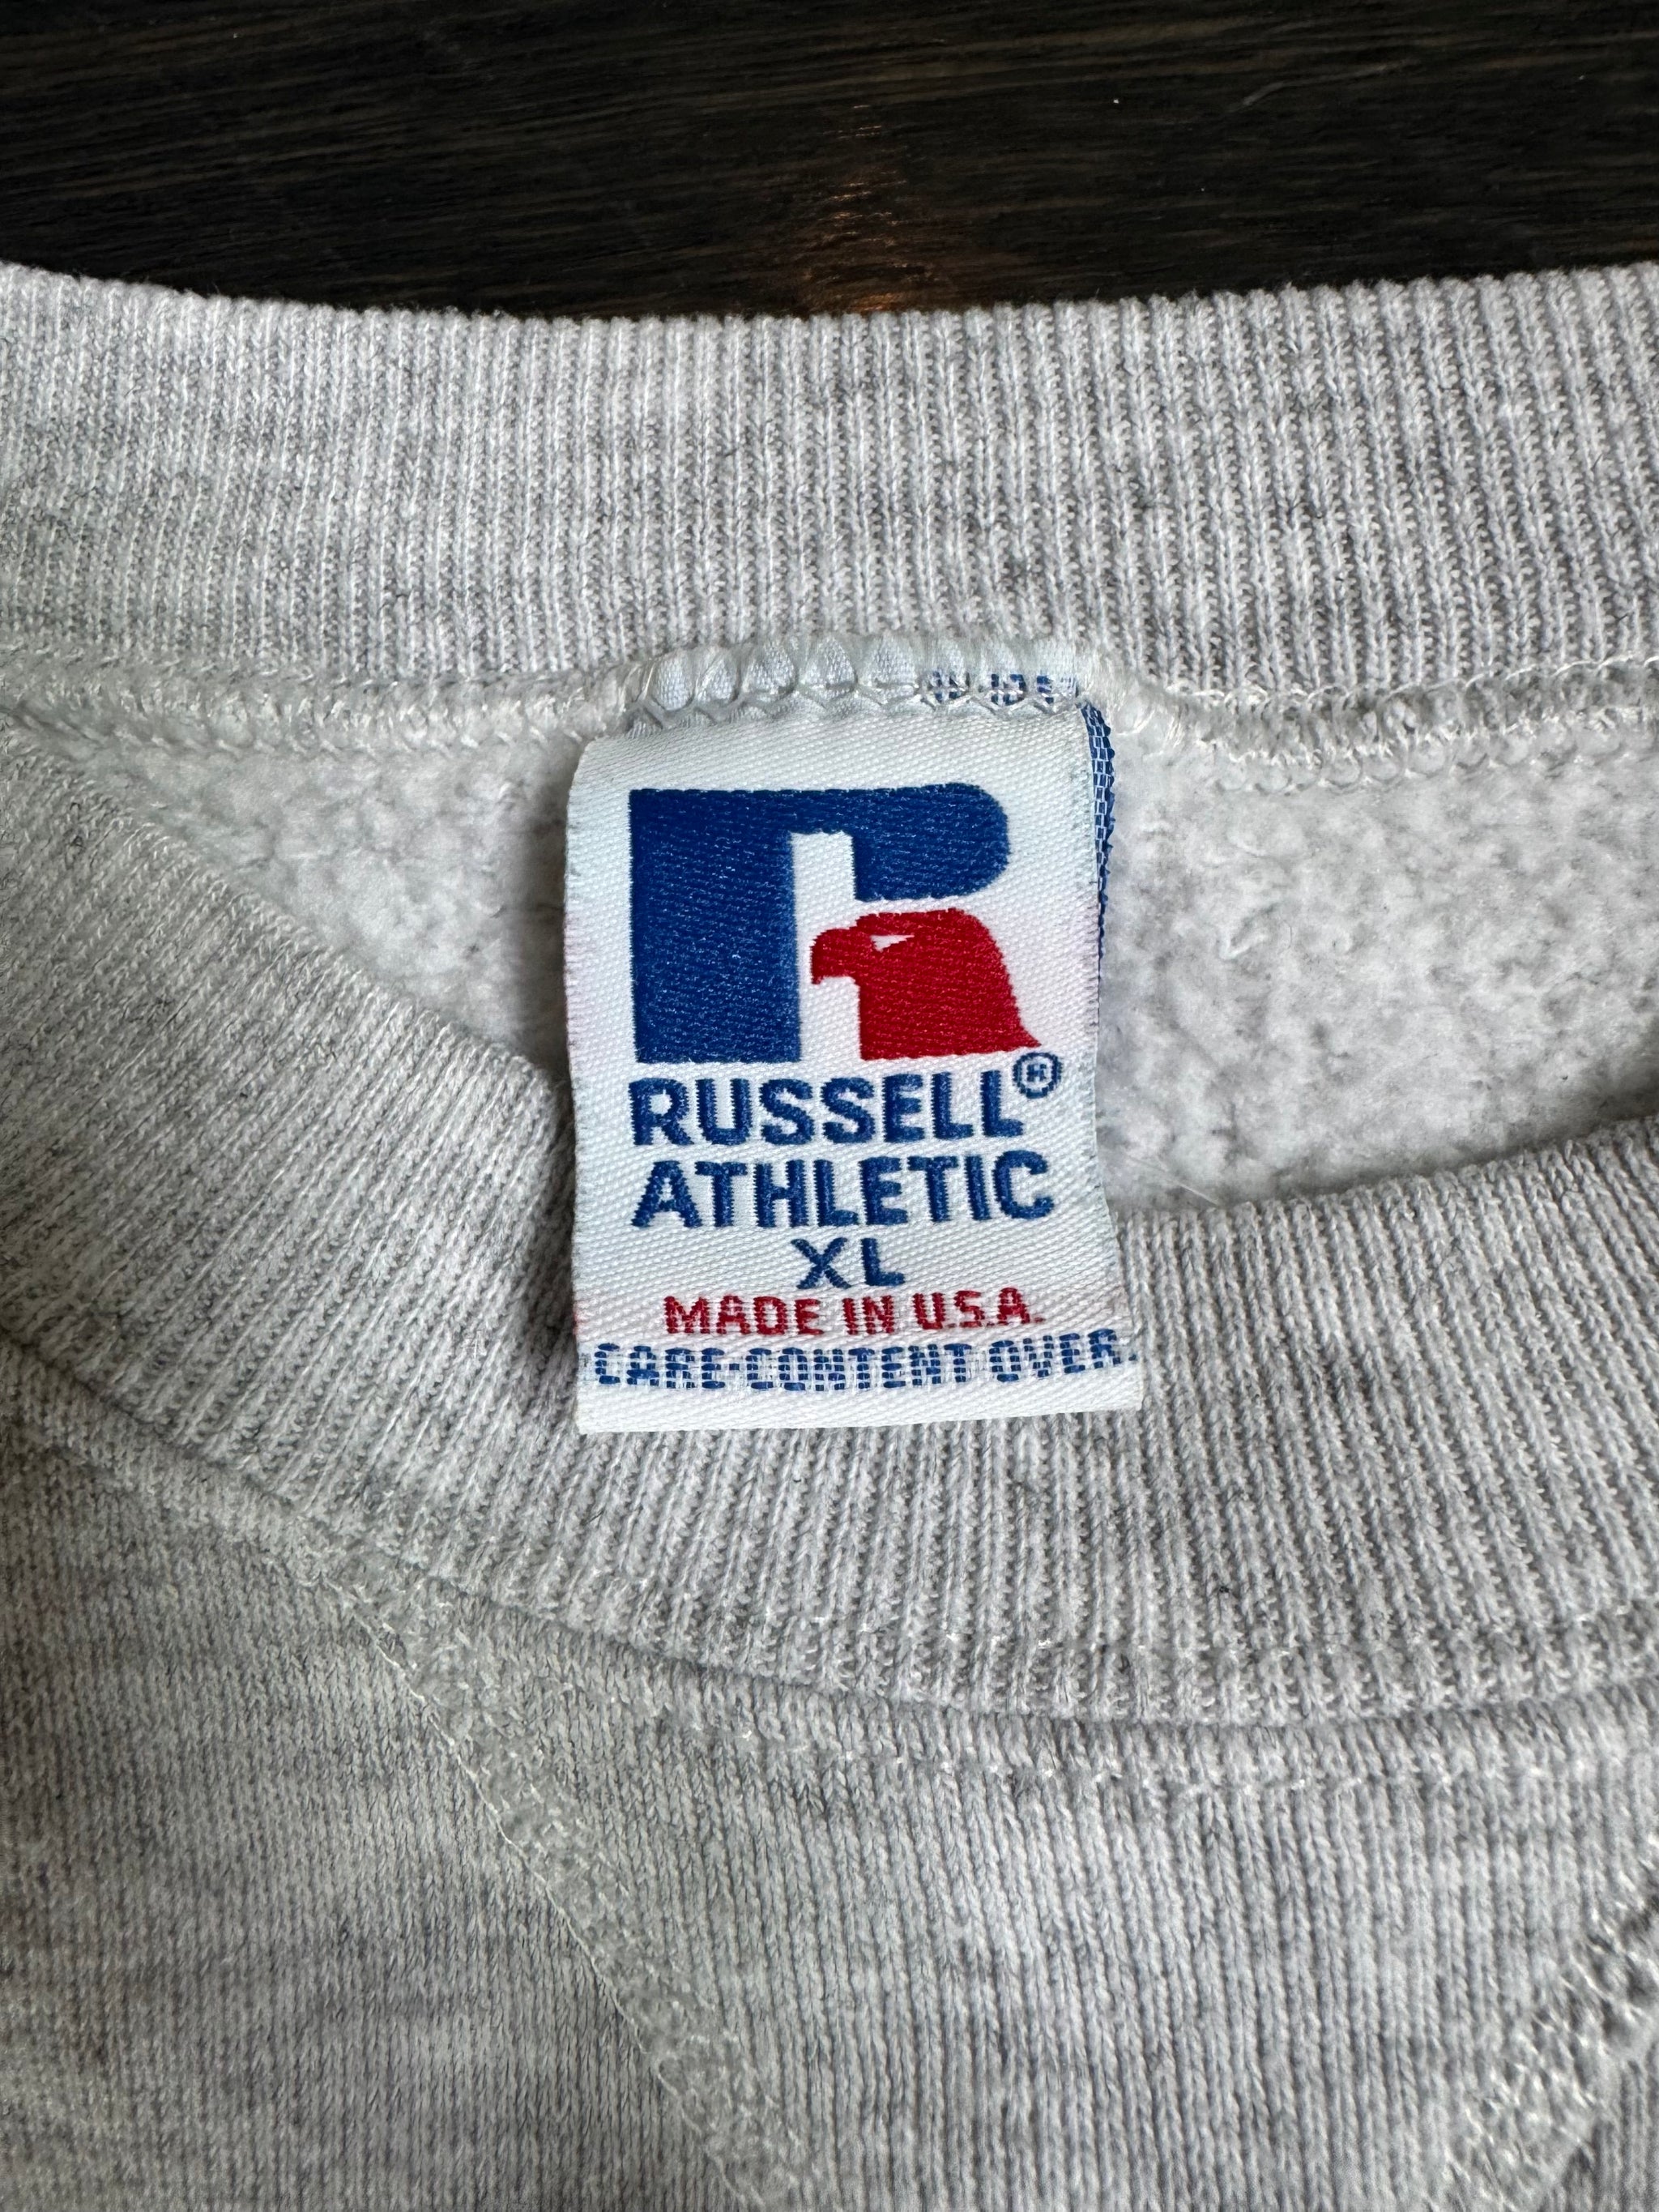 RUSSELL®
ATHLETIC
XL
MADE IN U.S.A.
CARE-CONTENT OVER.